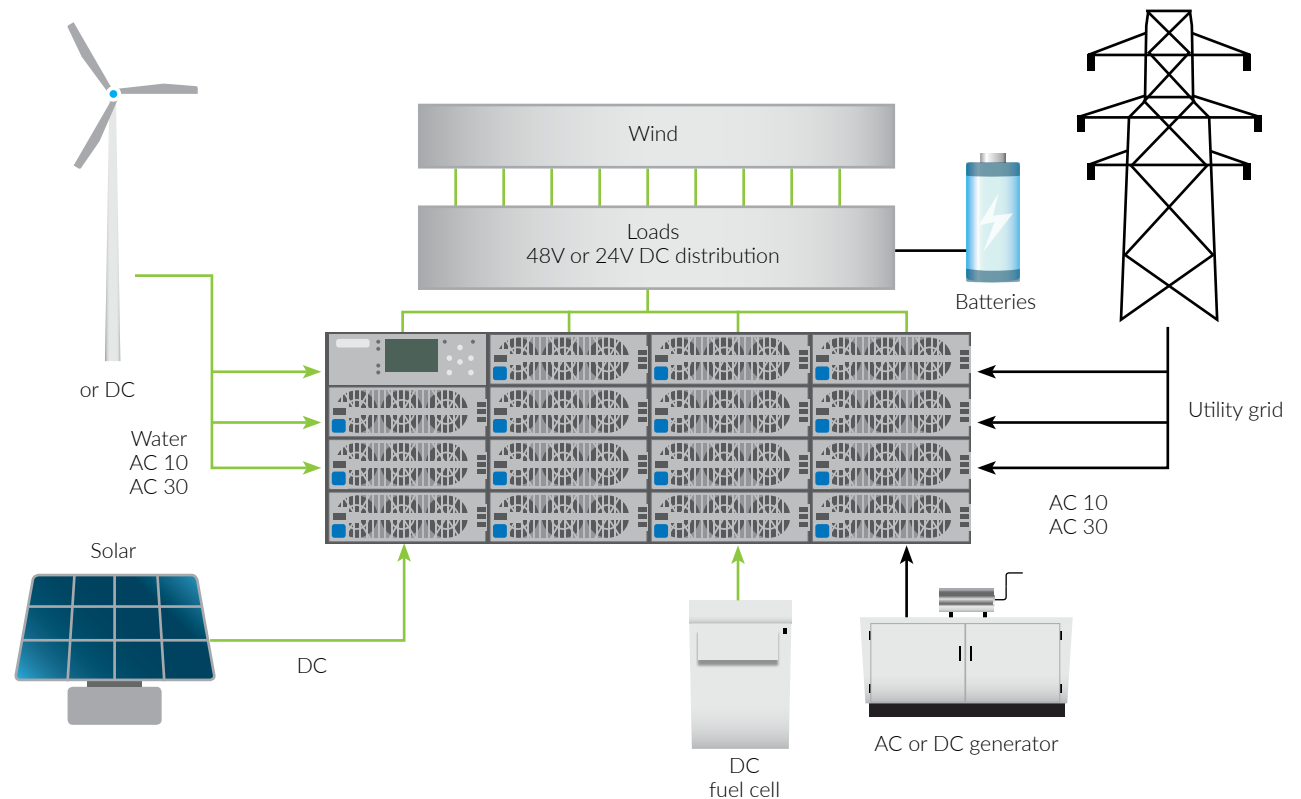 Wind
Loads
48V or 24V DC distribution
Batteries
or DC
Utility grid
Water
AC 10
AC 30
AC 10
AC 30
Solar
DC
AC or DC generator
DC
fuel cell